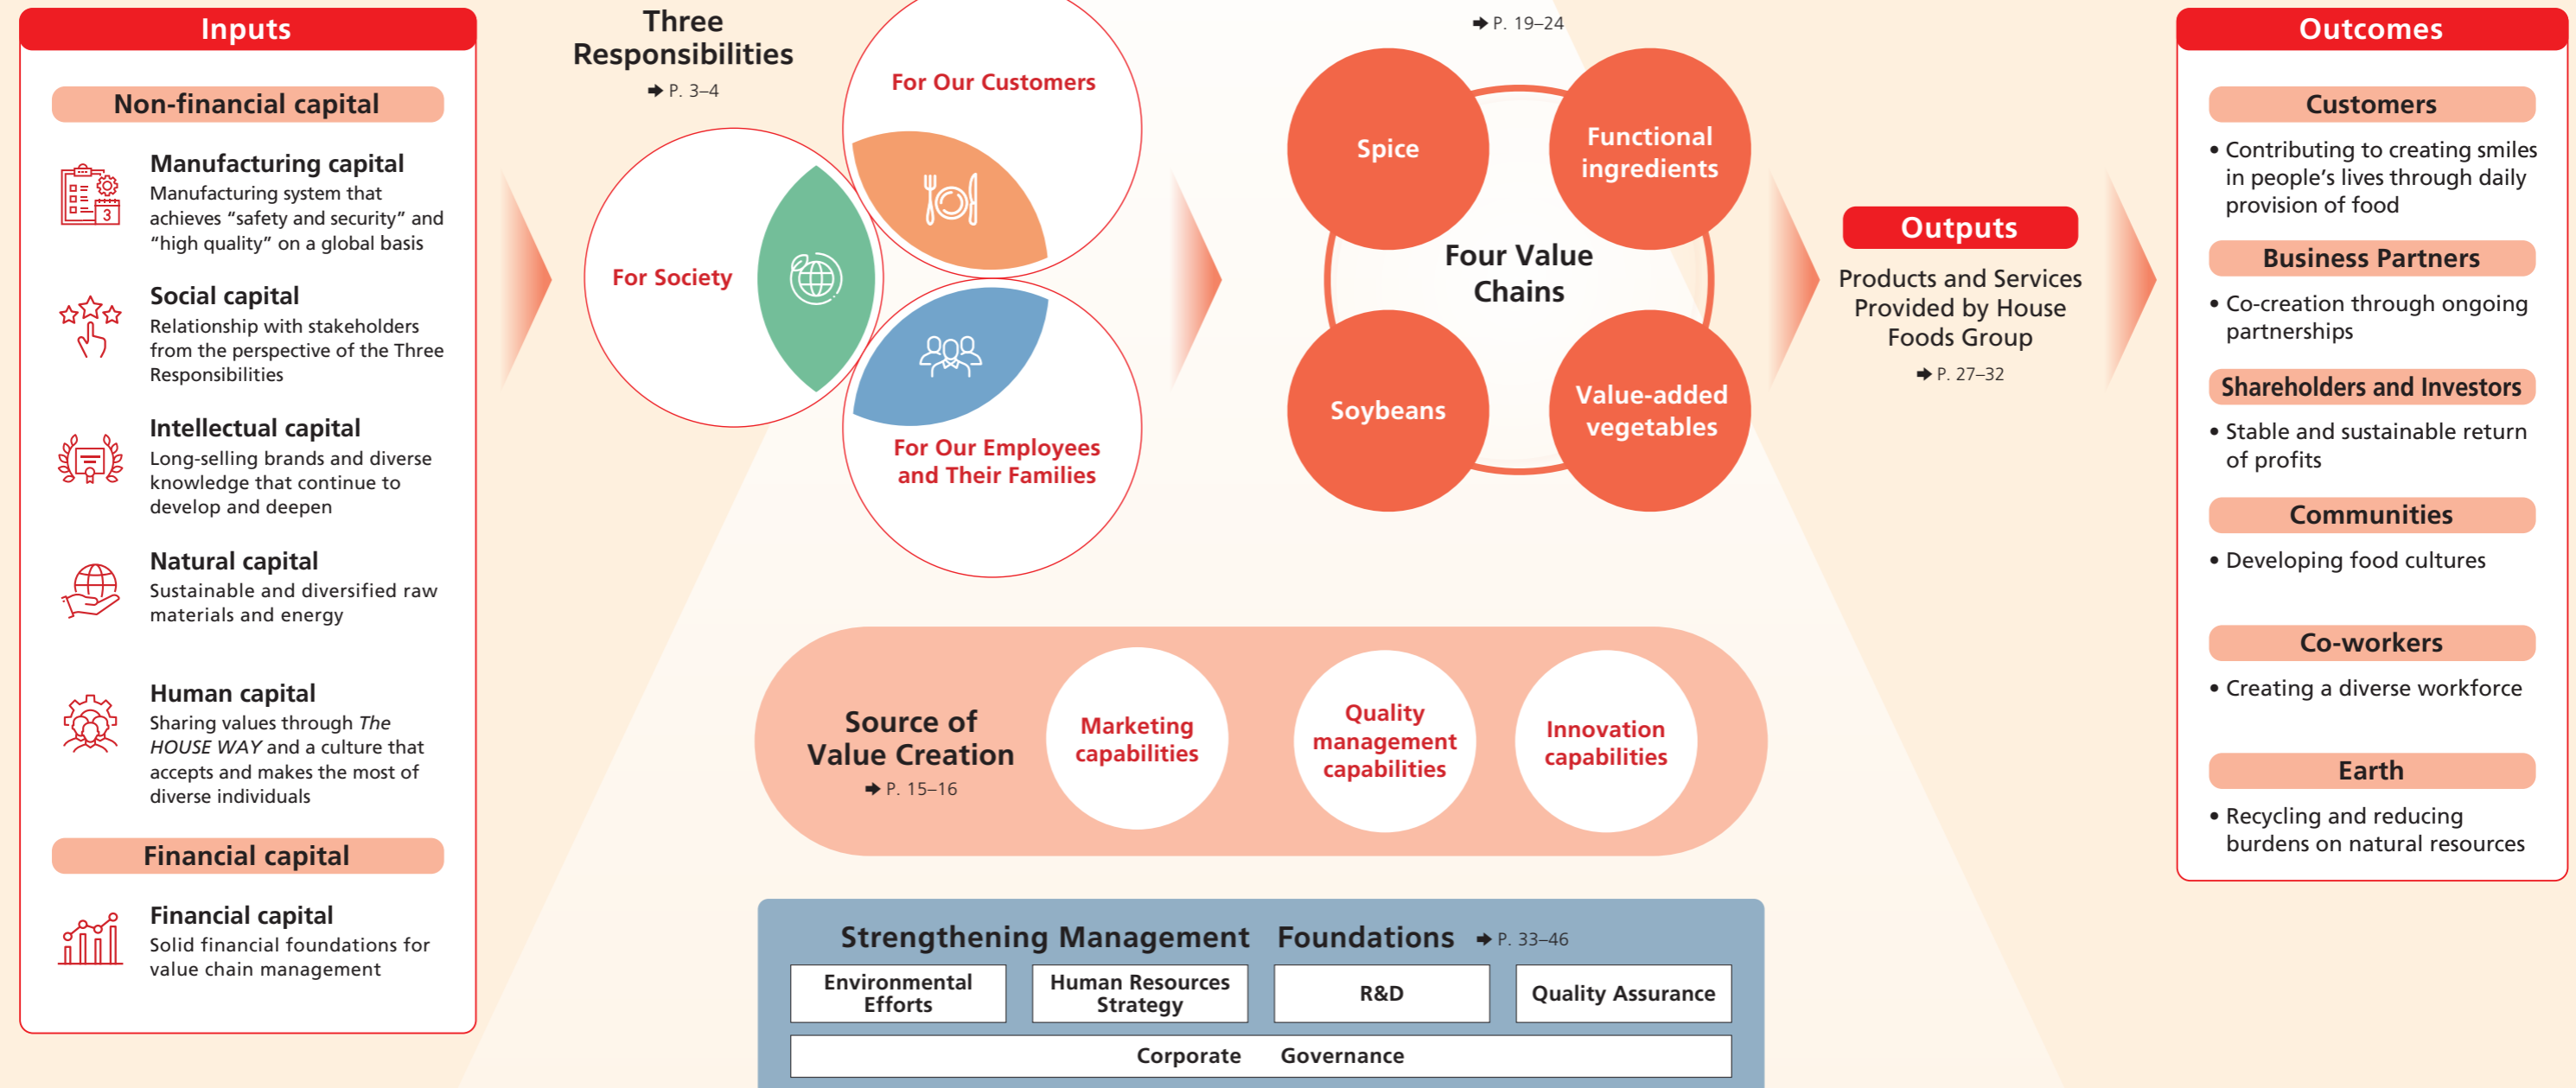 Inputs
Non-financial capital
Manufacturing capital
Manufacturing system that
achieves “safety and security” and
“high quality” on a global basis
3
Social capital
Relationship with stakeholders
from the perspective of the Three
Responsibilities
Intellectual capital
Long-selling brands and diverse
knowledge that continue to
develop and deepen
Natural capital
Sustainable and diversified raw
materials and energy
Human capital
Sharing values through The
HOUSE WAY and a culture that
accepts and makes the most of
diverse individuals
Financial capital
Financial capital
Solid financial foundations for
value chain management
Three
Responsibilities
➡ P. 3–4
For Our Customers
For Society
For Our Employees
and Their Families
➡ P. 19–24
Spice
Functional
ingredients
Four Value
Chains
Soybeans
Value-added
vegetables
Source of
Value Creation
➡ P. 15–16
Marketing
capabilities
Quality
management
capabilities
Innovation
capabilities
Strengthening Management Foundations ➡ P. 33–46
Environmental
Efforts
Human Resources
Strategy
R&D
Quality Assurance
Corporate Governance
Outputs
Products and Services
Provided by House
Foods Group
➡ P. 27–32
Outcomes
Customers
• Contributing to creating smiles
in people’s lives through daily
provision of food
Business Partners
• Co-creation through ongoing
partnerships
Shareholders and Investors
• Stable and sustainable return
of profits
Communities
• Developing food cultures
Co-workers
• Creating a diverse workforce
Earth
• Recycling and reducing
burdens on natural resources